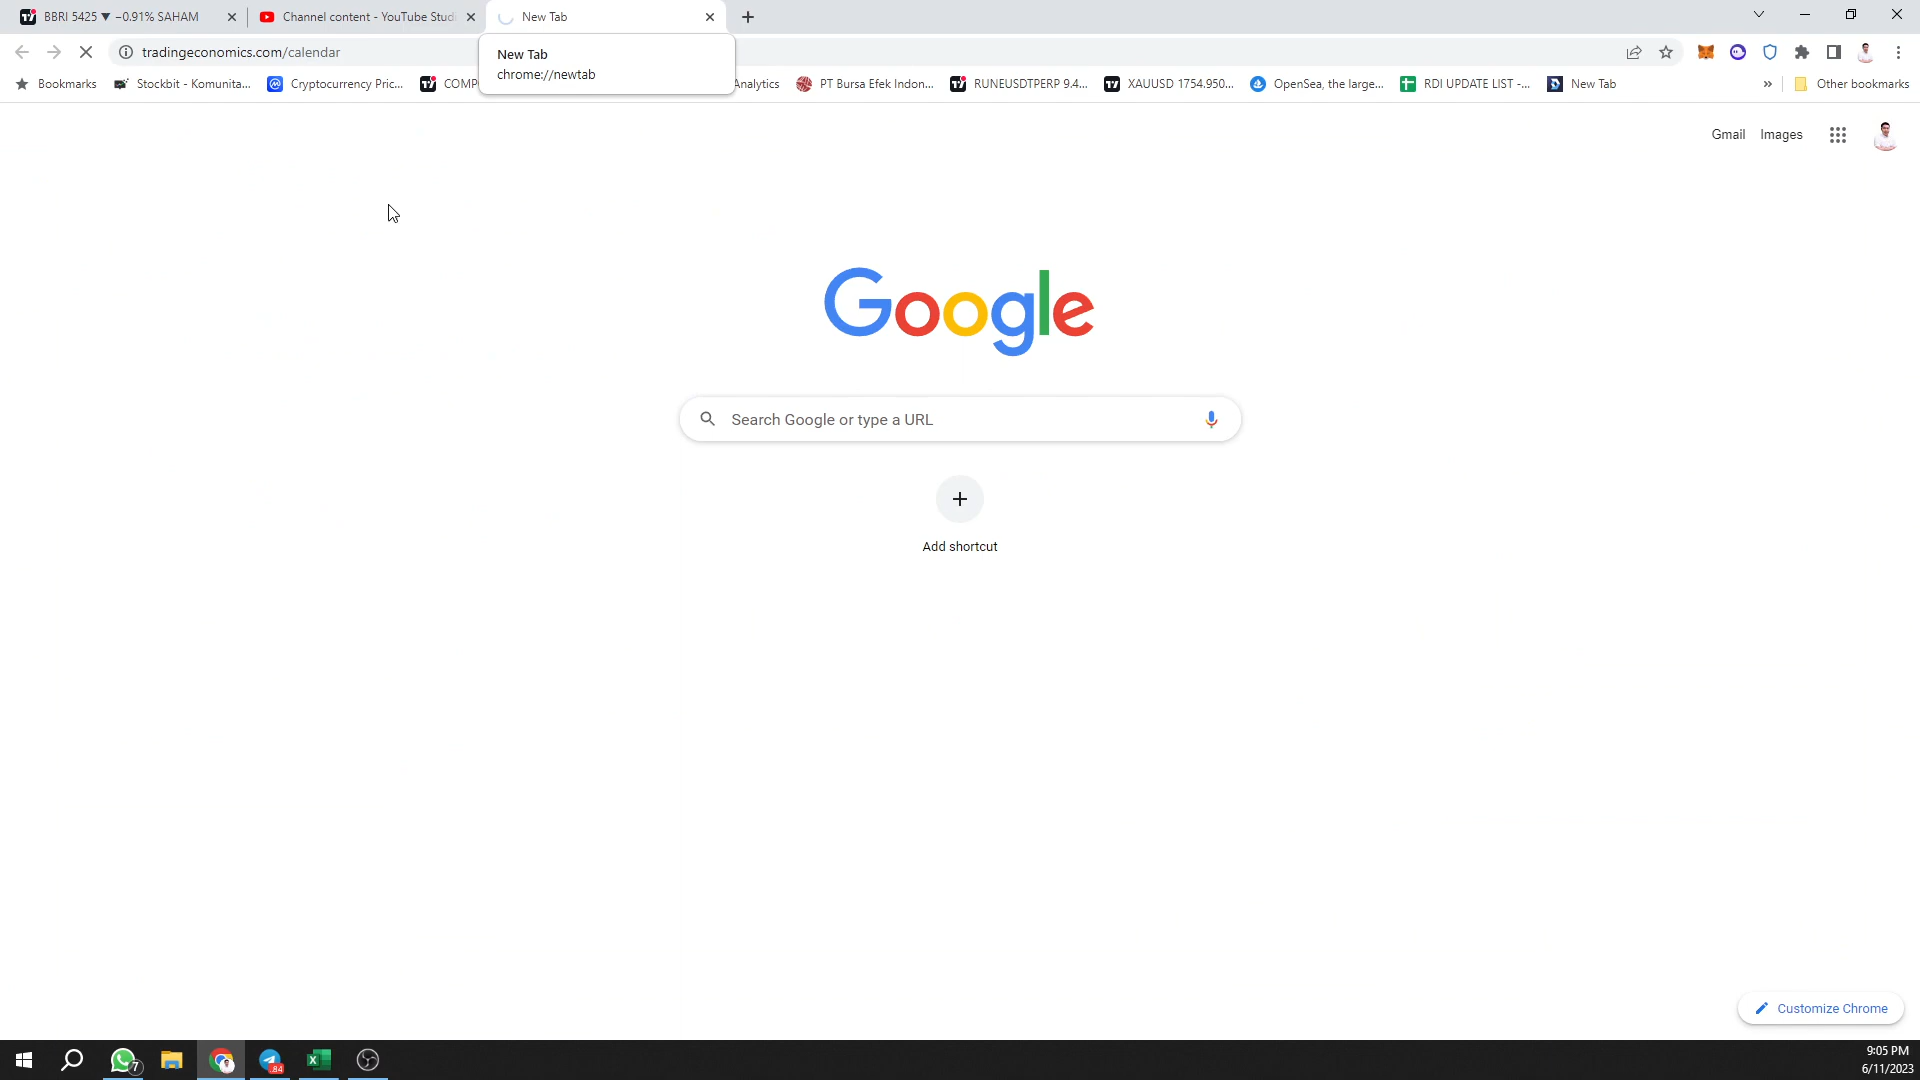 BBRI 5425 ▼ −0.91% SAHAM
Channel content - YouTube Studi
New Tab
tradingeconomics.com/calendar
New Tab
chrome://newtab
Bookmarks
Stockbit - Komunita...
Cryptocurrency Pric...
COMP
Analytics
PT Bursa Efek Indon...
RUNEUSDTPERP 9.4...
XAUUSD 1754.950...
OpenSea, the large...
RDI UPDATE LIST -...
New Tab
»
Other bookmarks
Gmail
Images
Google
Search Google or type a URL
Add shortcut
Customize Chrome
7
84
9:05 PM
6/11/2023